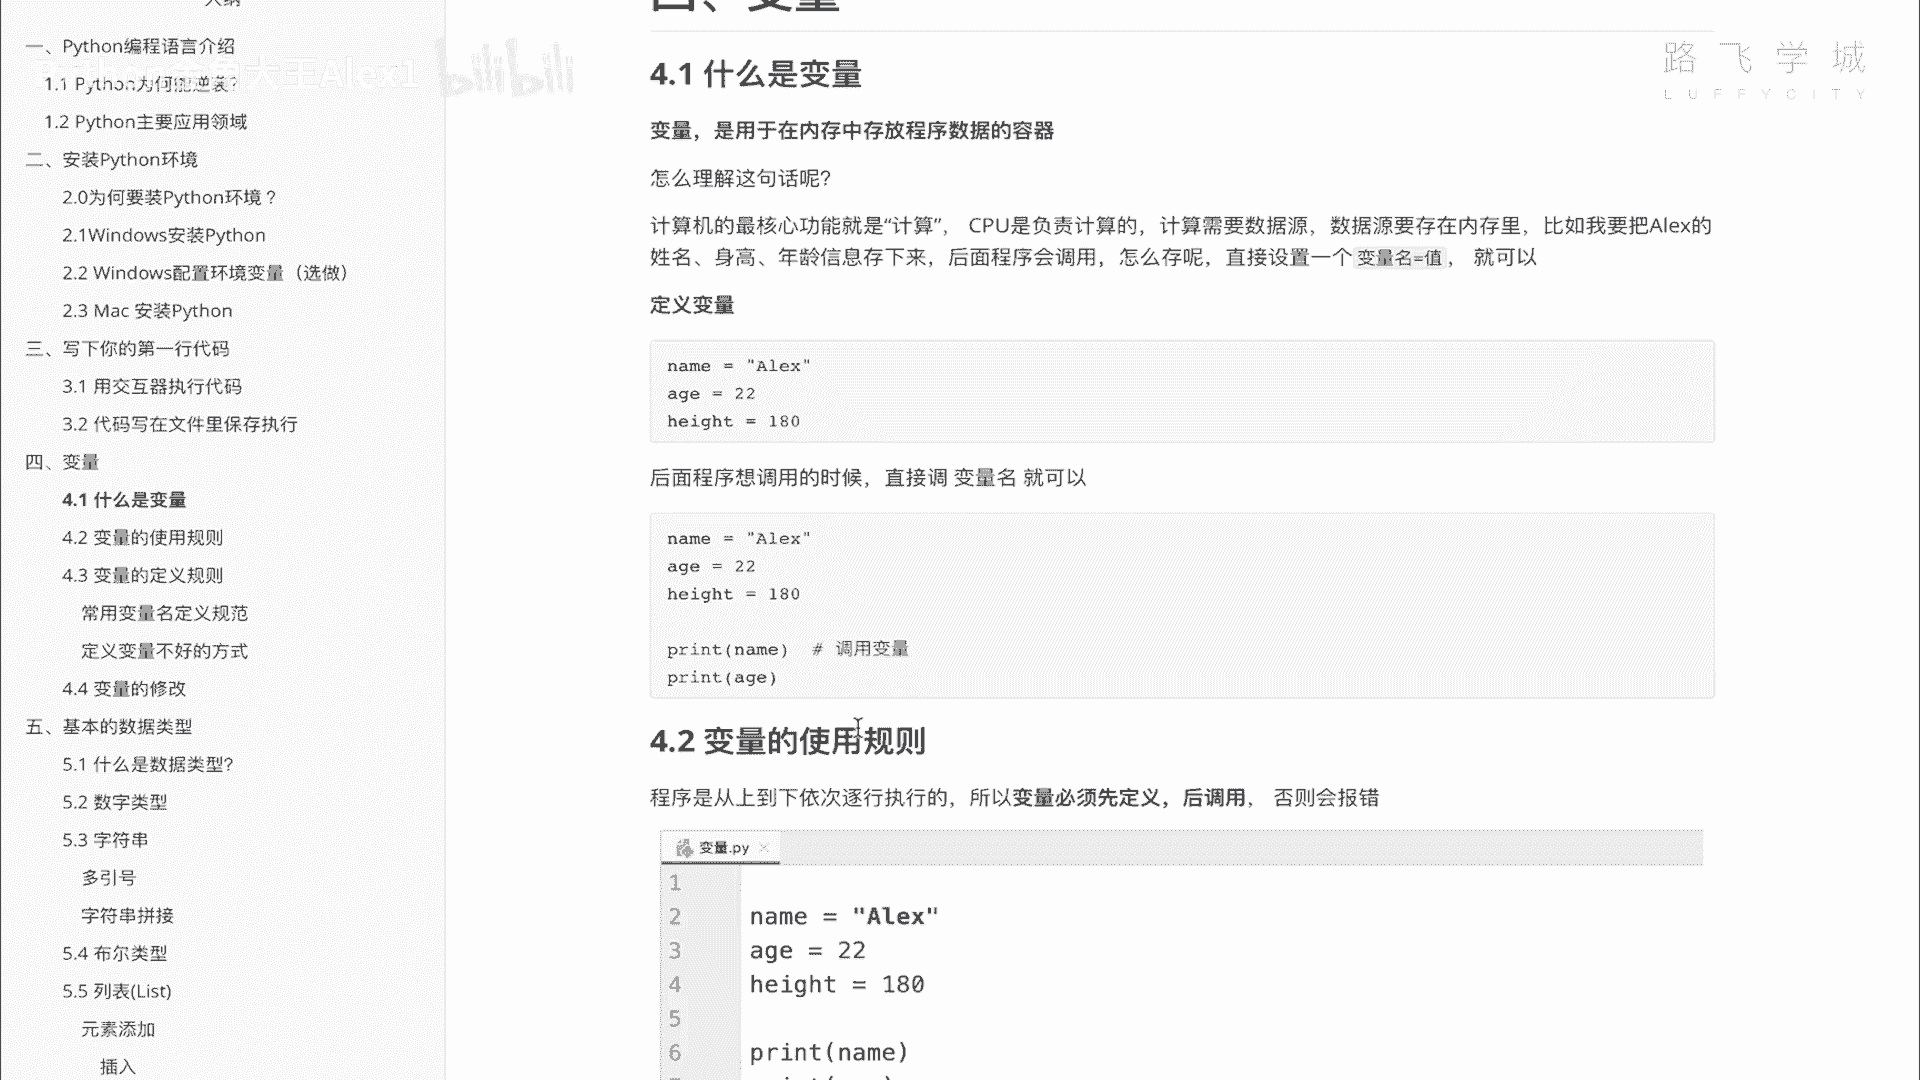 大纲
一、Python编程语言介绍
1.1 Python为何能逆袭?
1.2 Python主要应用领域
二、安装Python环境
2.0为何要装Python环境？
2.1Windows安装Python
2.2 Windows配置环境变量（选做）
2.3 Mac 安装Python
三、写下你的第一行代码
3.1 用交互器执行代码
3.2 代码写在文件里保存执行
四、变量
4.1 什么是变量
4.2 变量的使用规则
4.3 变量的定义规则
常用变量名定义规范
定义变量不好的方式
4.4 变量的修改
五、基本的数据类型
5.1 什么是数据类型?
5.2 数字类型
5.3 字符串
多引号
字符串拼接
5.4 布尔类型
5.5 列表(List)
元素添加
插入
大王Alex1
bilibili
路飞学城
LUFFYCITY
四、变量
4.1 什么是变量
变量，是用于在内存中存放程序数据的容器
怎么理解这句话呢?
计算机的最核心功能就是“计算”， CPU是负责计算的，计算需要数据源，数据源要存在内存里，比如我要把Alex的
姓名、身高、年龄信息存下来，后面程序会调用，怎么存呢，直接设置一个 变量名=值， 就可以
定义变量
name = "Alex"
age = 22
height = 180
后面程序想调用的时候，直接调 变量名 就可以
name = "Alex"
age = 22
height = 180
print(name)  # 调用变量
print(age)
4.2 变量的使用规则
程序是从上到下依次逐行执行的，所以变量必须先定义，后调用， 否则会报错
变量.py ×
1
2 name = "Alex"
3 age = 22
4 height = 180
5
6 print(name)